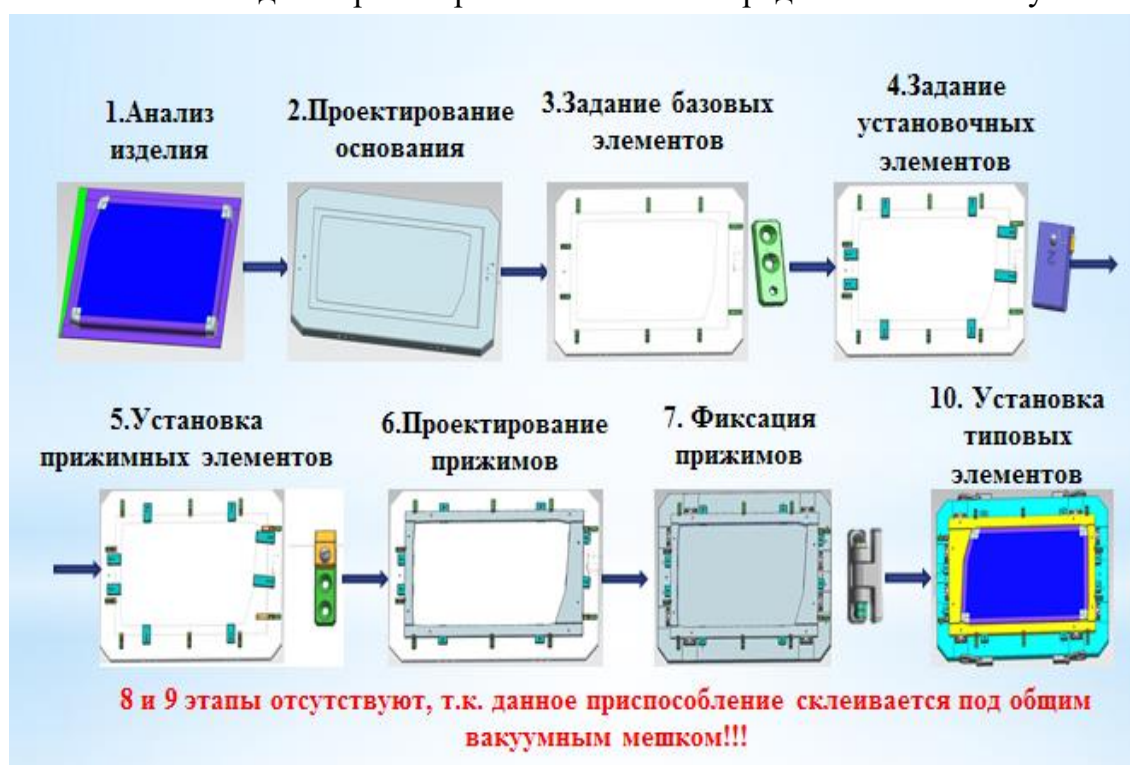 1.Анализ
изделия
2.Проектирование
основания
3.Задание базовых
элементов
4.Задание
установочных
элементов
5.Установка
прижимных элементов
6.Проектирование
прижимов
7. Фиксация
прижимов
10. Установка
типовых
элементов
8 и 9 этапы отсутствуют, т.к. данное приспособление склеивается под общим
вакуумным мешком!!!